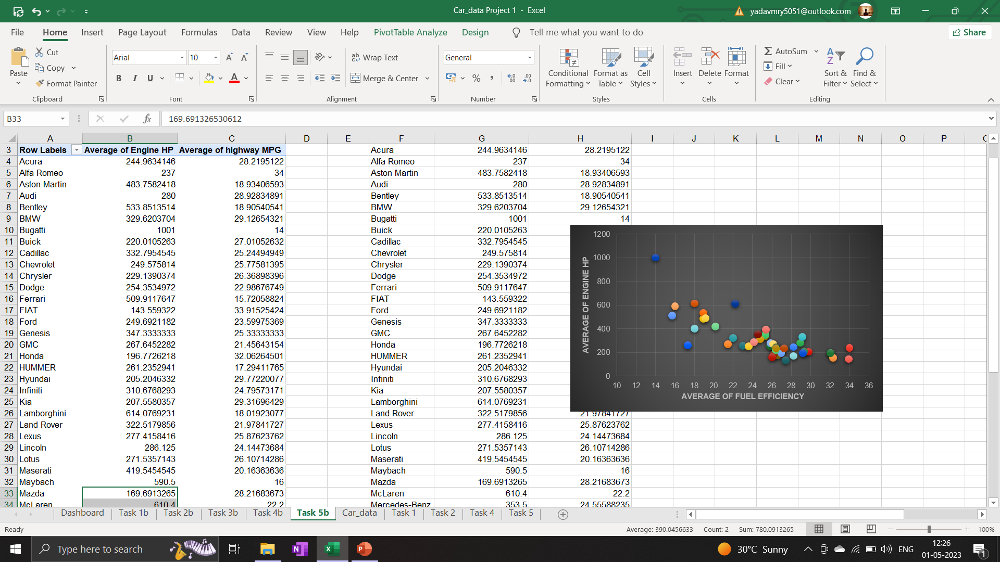 Car_data Project 1 - Excel
yadavmry5051@outlook.com
File Home Insert Page Layout Formulas Data Review View Help PivotTable Analyze Design Tell me what you want to do Share
Paste
Cut
Copy
Format Painter
Clipboard
Arial 10
B I U A
Font
Wrap Text
Merge & Center
Alignment
General
% ,
Number
Conditional Formatting
Format as Table
Cell Styles
Styles
Insert Delete Format
Cells
AutoSum
Fill
Clear
Sort & Filter
Find & Select
Editing
B33 fx 169.691326530612
A B C D E F G H I J K L M N O P
3 Row Labels Average of Engine HP Average of highway MPG Acura 244.9634146 28.2195122
4 Acura 244.9634146 28.2195122 Alfa Romeo 237 34
5 Alfa Romeo 237 34 Aston Martin 483.7582418 18.93406593
6 Aston Martin 483.7582418 18.93406593 Audi 280 28.92834891
7 Audi 280 28.92834891 Bentley 533.8513514 18.90540541
8 Bentley 533.8513514 18.90540541 BMW 329.6203704 29.12654321
9 BMW 329.6203704 29.12654321 Bugatti 1001 14
10 Bugatti 1001 14 Buick 220.0105263
11 Buick 220.0105263 27.01052632 Cadillac 332.7954545
12 Cadillac 332.7954545 25.24494949 Chevrolet 249.575814
13 Chevrolet 249.575814 25.77581395 Chrysler 229.1390374
14 Chrysler 229.1390374 26.36898396 Dodge 254.3534972
15 Dodge 254.3534972 22.98676749 Ferrari 509.9117647
16 Ferrari 509.9117647 15.72058824 FIAT 143.559322
17 FIAT 143.559322 33.91525424 Ford 249.6921182
18 Ford 249.6921182 23.59975369 Genesis 347.3333333
19 Genesis 347.3333333 25.33333333 GMC 267.6452282
20 GMC 267.6452282 21.45643154 Honda 196.7726218
21 Honda 196.7726218 32.06264501 HUMMER 261.2352941
22 HUMMER 261.2352941 17.29411765 Hyundai 205.2046332
23 Hyundai 205.2046332 29.77220077 Infiniti 310.6768293
24 Infiniti 310.6768293 24.79573171 Kia 207.5580357
25 Kia 207.5580357 29.31696429 Lamborghini 614.0769231
26 Lamborghini 614.0769231 18.01923077 Land Rover 322.5179856 21.97841727
27 Land Rover 322.5179856 21.97841727 Lexus 277.4158416 25.87623762
28 Lexus 277.4158416 25.87623762 Lincoln 286.125 24.14473684
29 Lincoln 286.125 24.14473684 Lotus 271.5357143 26.10714286
30 Lotus 271.5357143 26.10714286 Maserati 419.5454545 20.16363636
31 Maserati 419.5454545 20.16363636 Maybach 590.5 16
32 Maybach 590.5 16 Mazda 169.6913265 28.21683673
33 Mazda 169.6913265 28.21683673 McLaren 610.4 22.2
34 McLaren 610.4 22.2 Mercedes-Benz 353.5 24.55588235
1200
1000
800
600
400
200
0
10 12 14 16 18 20 22 24 26 28 30 32 34 36
AVERAGE OF ENGINE HP
AVERAGE OF FUEL EFFICIENCY
Dashboard Task 1b Task 2b Task 3b Task 4b Task 5b Car_data Task 1 Task 2 Task 4 Task 5
Ready Average: 390.0456633 Count: 2 Sum: 780.0913265 100%
Type here to search
30°C Sunny
ENG
12:26
01-05-2023
1